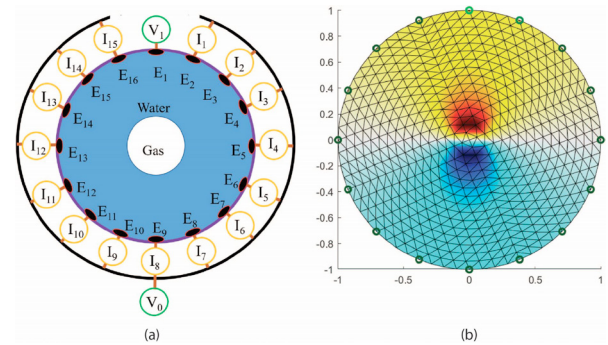 V1
I15
I1
I14
I2
I13
I3
I12
I4
I11
I5
I10
I6
I9
I8
I7
V0
E1
E16
E2
E15
E3
E14
E4
E13
E5
E12
E6
E11
E7
E10
E9
E8
Water
Gas
(a)
1
0.8
0.6
0.4
0.2
0
-0.2
-0.4
-0.6
-0.8
-1
-1
-0.5
0
0.5
1
(b)